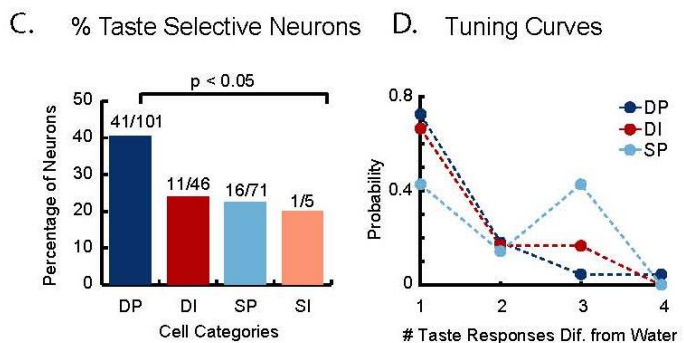 C. % Taste Selective Neurons
p < 0.05
Percentage of Neurons
50
40
30
20
10
0
41/101
11/46
16/71
1/5
DP DI SP SI
Cell Categories
D. Tuning Curves
Probability
0.8
0.4
0
DP
DI
SP
1 2 3 4
# Taste Responses Dif. from Water